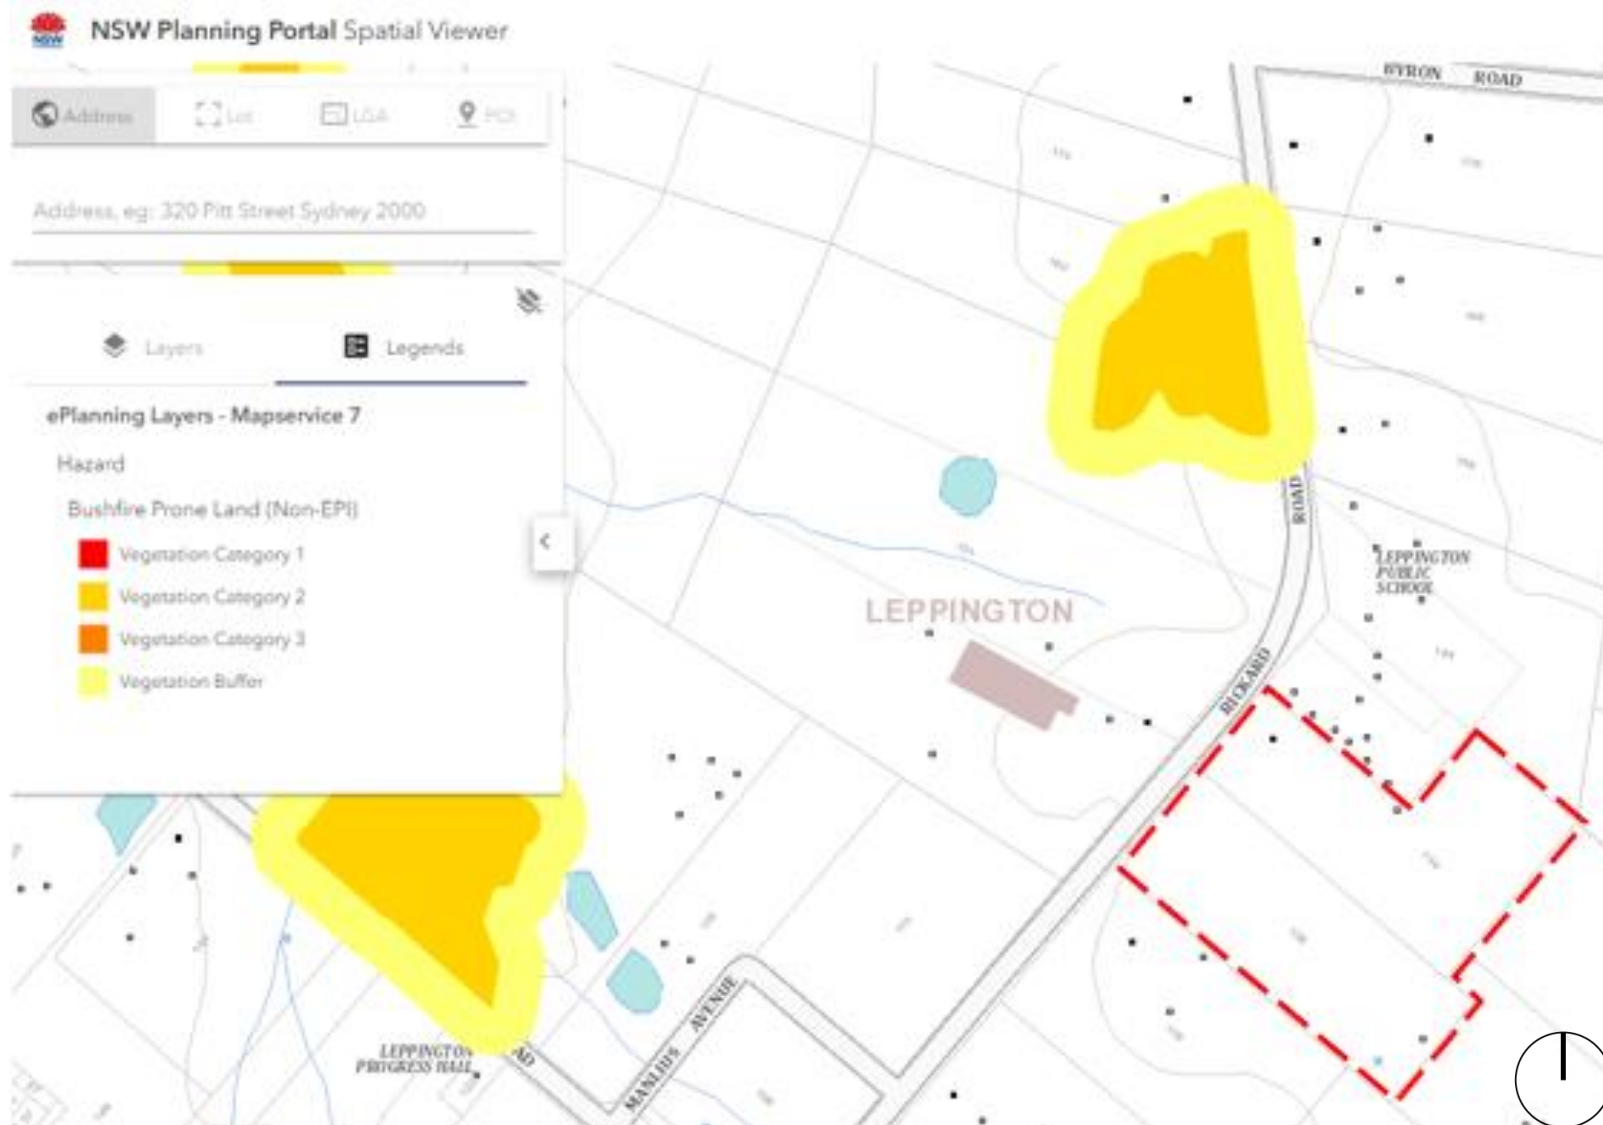 NSW Planning Portal Spatial Viewer
NSW
Address
Lot
LGA
POI
Address, eg: 320 Pitt Street Sydney 2000
Layers
Legends
ePlanning Layers - Mapservice 7
Hazard
Bushfire Prone Land (Non-EPI)
Vegetation Category 1
Vegetation Category 2
Vegetation Category 3
Vegetation Buffer
BYRON ROAD
ROAD
LEPPINGTON
PUBLIC
SCHOOL
LEPPINGTON
RICKARD
LEPPINGTON
PROGRESS HALL
AD
MANLIUS AVENUE